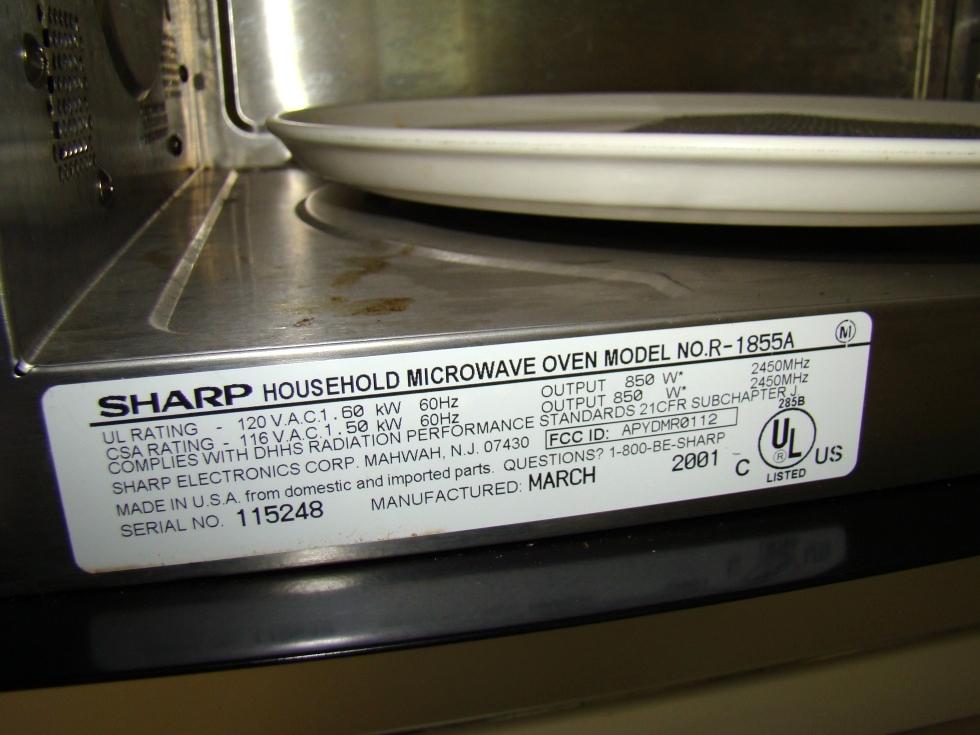 SHARP HOUSEHOLD MICROWAVE OVEN MODEL NO.R-1855A M
UL RATING - 120 V.A.C.1.60 kW 60Hz OUTPUT 850 W* 2450MHz
CSA RATING - 116 V.A.C.1.50 kW 60Hz OUTPUT 850 W* 2450MHz
COMPLIES WITH DHHS RADIATION PERFORMANCE STANDARDS 21CFR SUBCHAPTER J
SHARP ELECTRONICS CORP. MAHWAH, N.J. 07430 FCC ID: APYDMR0112
MADE IN U.S.A. from domestic and imported parts. QUESTIONS? 1-800-BE-SHARP
SERIAL NO. 115248 MANUFACTURED: MARCH 2001
285B
C UL ® US
LISTED